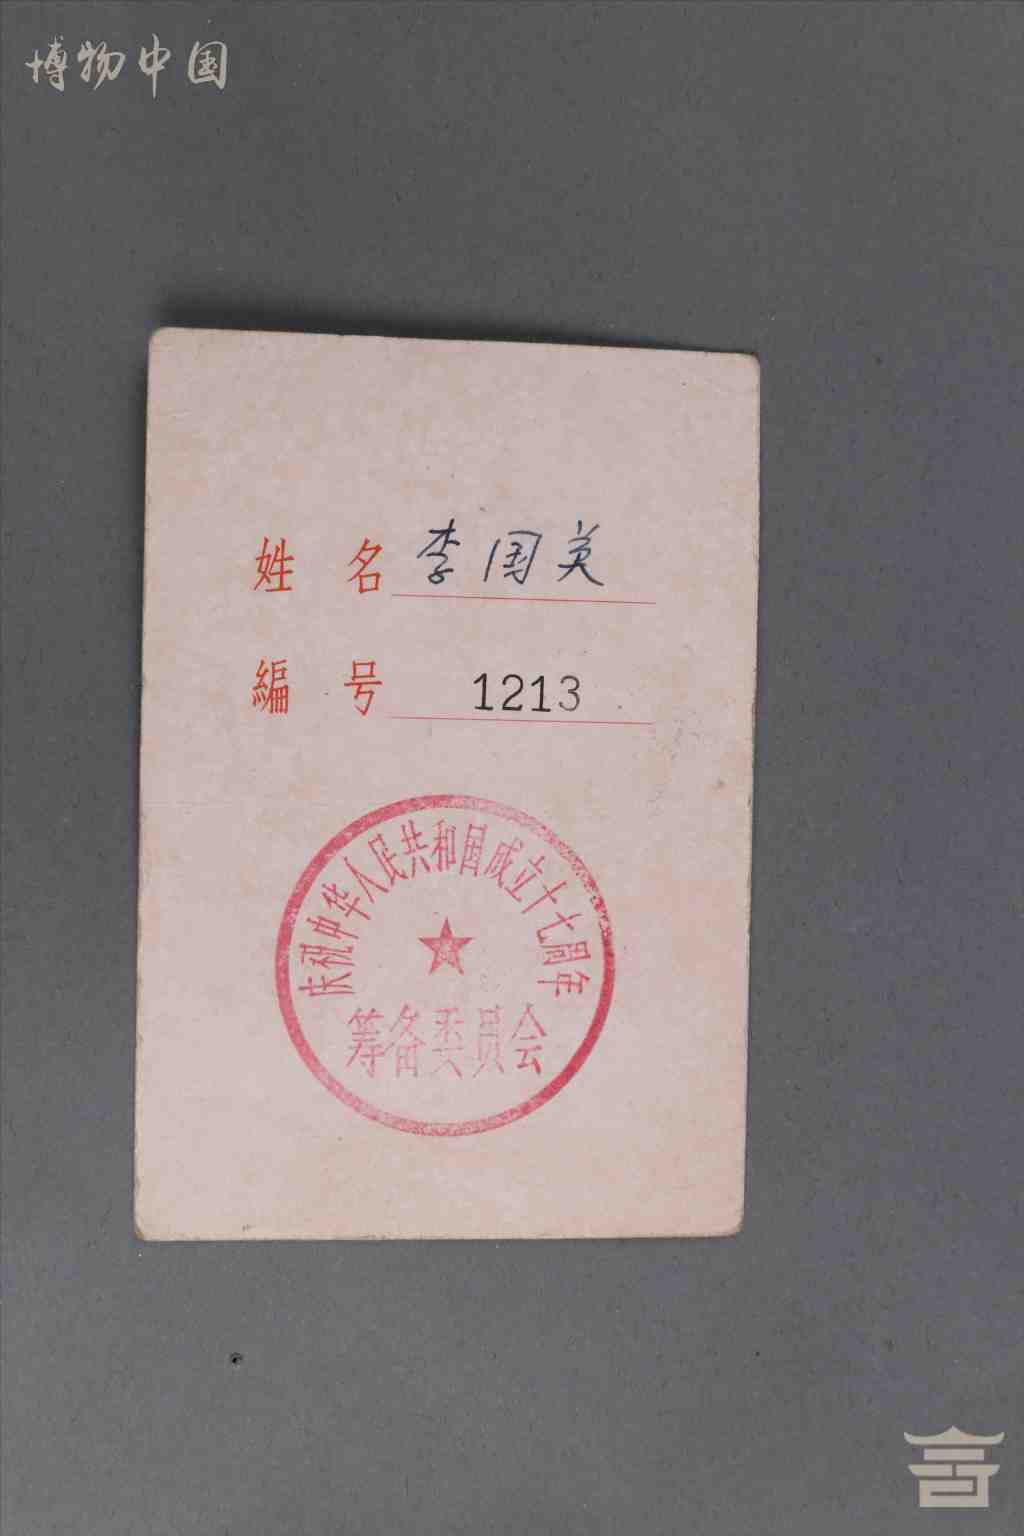 博物中国
姓名 李国英
編号 1213
庆祝中华人民共和国成立十七周年
筹备委员会